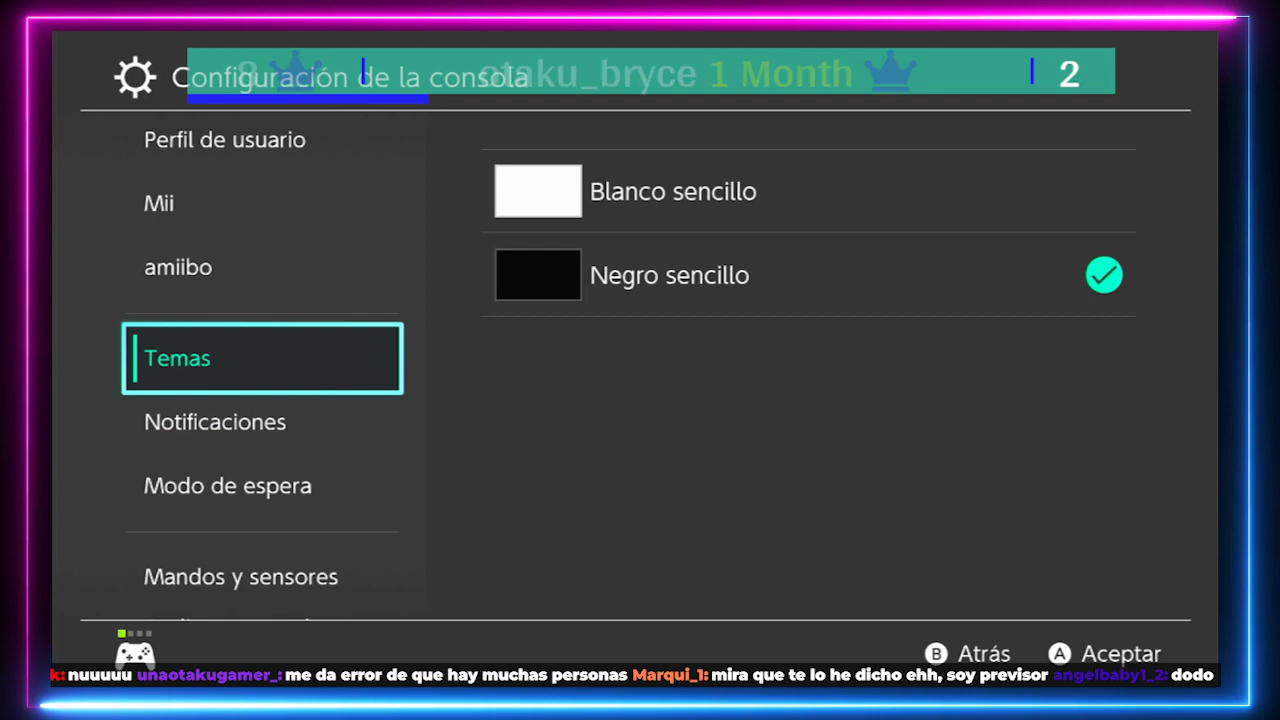 Configuración de la consola
otaku_bryce 1 Month
2
Perfil de usuario
Mii
amiibo
Temas
Notificaciones
Modo de espera
Mandos y sensores
Blanco sencillo
Negro sencillo
B Atrás A Aceptar
k: nuuuuu unaotakugamer_: me da error de que hay muchas personas Marqui_1: mira que te lo he dicho ehh, soy previsor angelbaby1_2: dodo